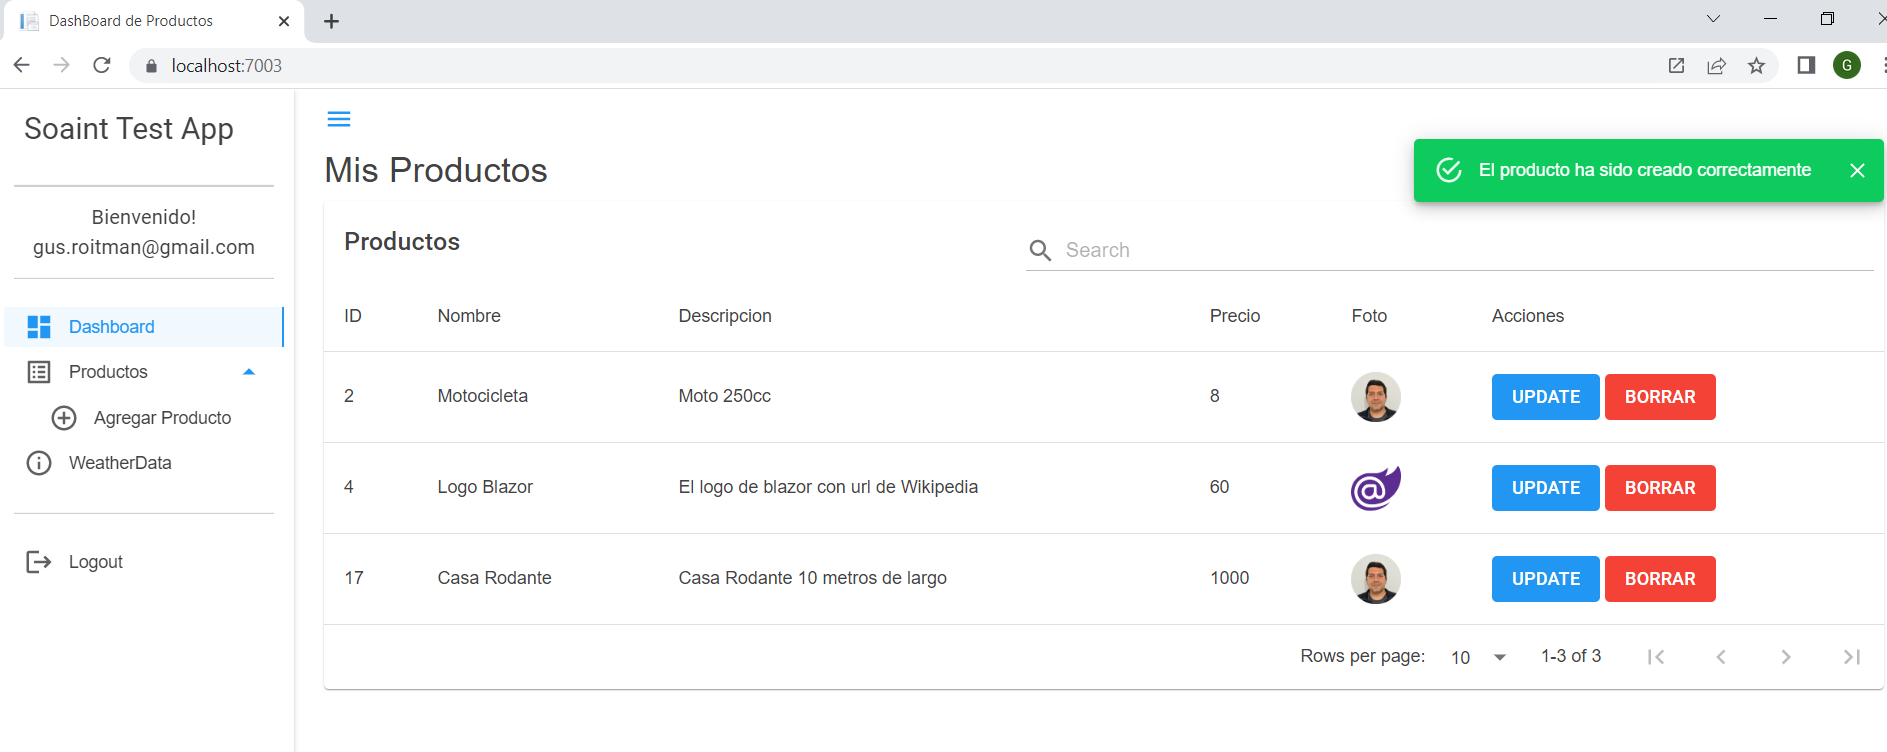 DashBoard de Productos
localhost:7003
G
Soaint Test App
Bienvenido!
gus.roitman@gmail.com
Dashboard
Productos
Agregar Producto
WeatherData
Logout
Mis Productos
El producto ha sido creado correctamente
Productos
Search
ID Nombre Descripcion Precio Foto Acciones
2 Motocicleta Moto 250cc 8 UPDATE BORRAR
4 Logo Blazor El logo de blazor con url de Wikipedia 60 @ UPDATE BORRAR
17 Casa Rodante Casa Rodante 10 metros de largo 1000 UPDATE BORRAR
Rows per page: 10 1-3 of 3